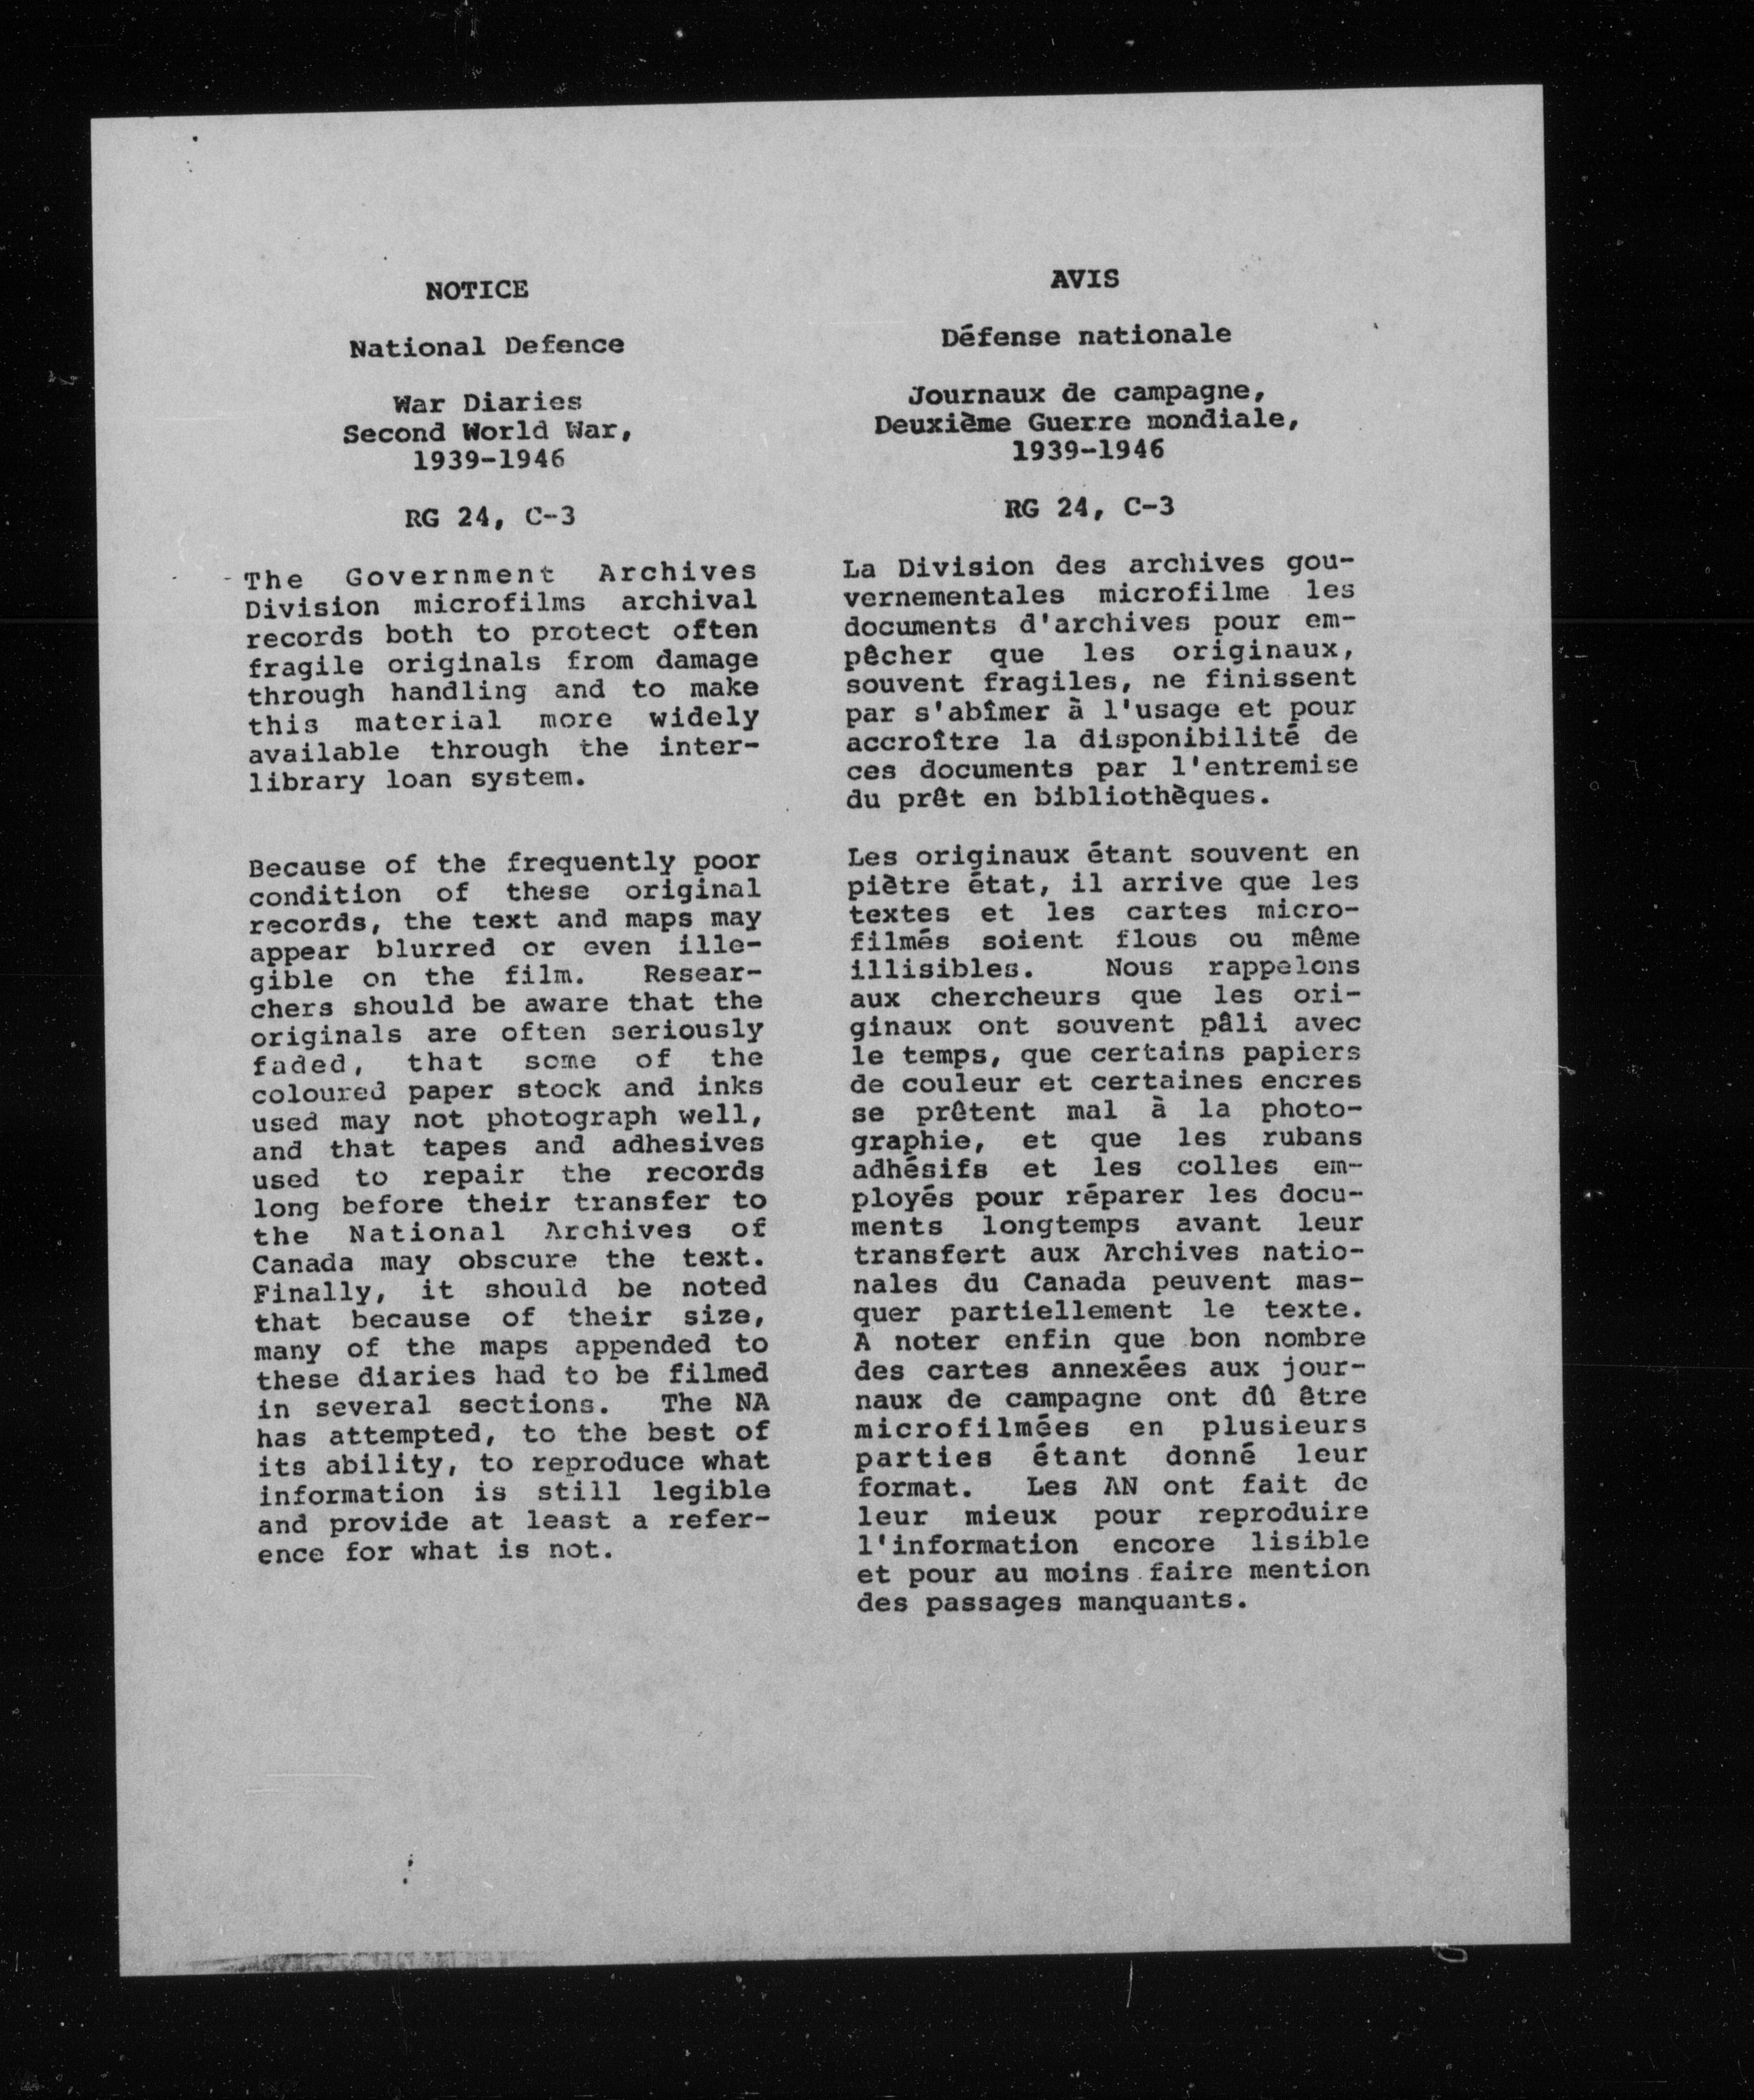 NOTICE
National Defence
War Diaries
Second World War,
1939-1946
RG 24, C-3
The Government Archives
Division microfilms archival
records both to protect often
fragile originals from damage
through handling and to make
this material more widely
available through the inter-
library loan system.
Because of the frequently poor
condition of these original
records, the text and maps may
appear blurred or even ille-
gible on the film. Resear-
chers should be aware that the
originals are often seriously
faded, that some of the
coloured paper stock and inks
used may not photograph well,
and that tapes and adhesives
used to repair the records
long before their transfer to
the National Archives of
Canada may obscure the text.
Finally, it should be noted
that because of their size,
many of the maps appended to
these diaries had to be filmed
in several sections. The NA
has attempted, to the best of
its ability, to reproduce what
information is still legible
and provide at least a refer-
ence for what is not.
AVIS
Défense nationale
Journaux de campagne,
Deuxième Guerre mondiale,
1939-1946
RG 24, C-3
La Division des archives gou-
vernementales microfilme les
documents d'archives pour em-
pêcher que les originaux,
souvent fragiles, ne finissent
par s'abîmer à l'usage et pour
accroître la disponibilité de
ces documents par l'entremise
du prêt en bibliothèques.
Les originaux étant souvent en
piètre état, il arrive que les
textes et les cartes micro-
filmés soient flous ou même
illisibles. Nous rappelons
aux chercheurs que les ori-
ginaux ont souvent pâli avec
le temps, que certains papiers
de couleur et certaines encres
se prêtent mal à la photo-
graphie, et que les rubans
adhésifs et les colles em-
ployés pour réparer les docu-
ments longtemps avant leur
transfert aux Archives natio-
nales du Canada peuvent mas-
quer partiellement le texte.
A noter enfin que bon nombre
des cartes annexées aux jour-
naux de campagne ont dû être
microfilmées en plusieurs
parties étant donné leur
format. Les AN ont fait de
leur mieux pour reproduire
l'information encore lisible
et pour au moins faire mention
des passages manquants.